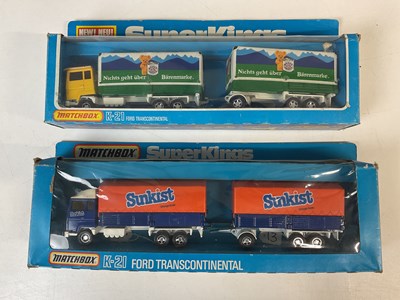 NEW! NEW! SuperKings
Nichts geht über Bärenmarke.
Nichts geht über Bärenmarke.
MATCHBOX K-21 FORD TRANSCONTINENTAL
MATCHBOX SuperKings
Sunkist
Sunkist
MATCHBOX K-21 FORD TRANSCONTINENTAL